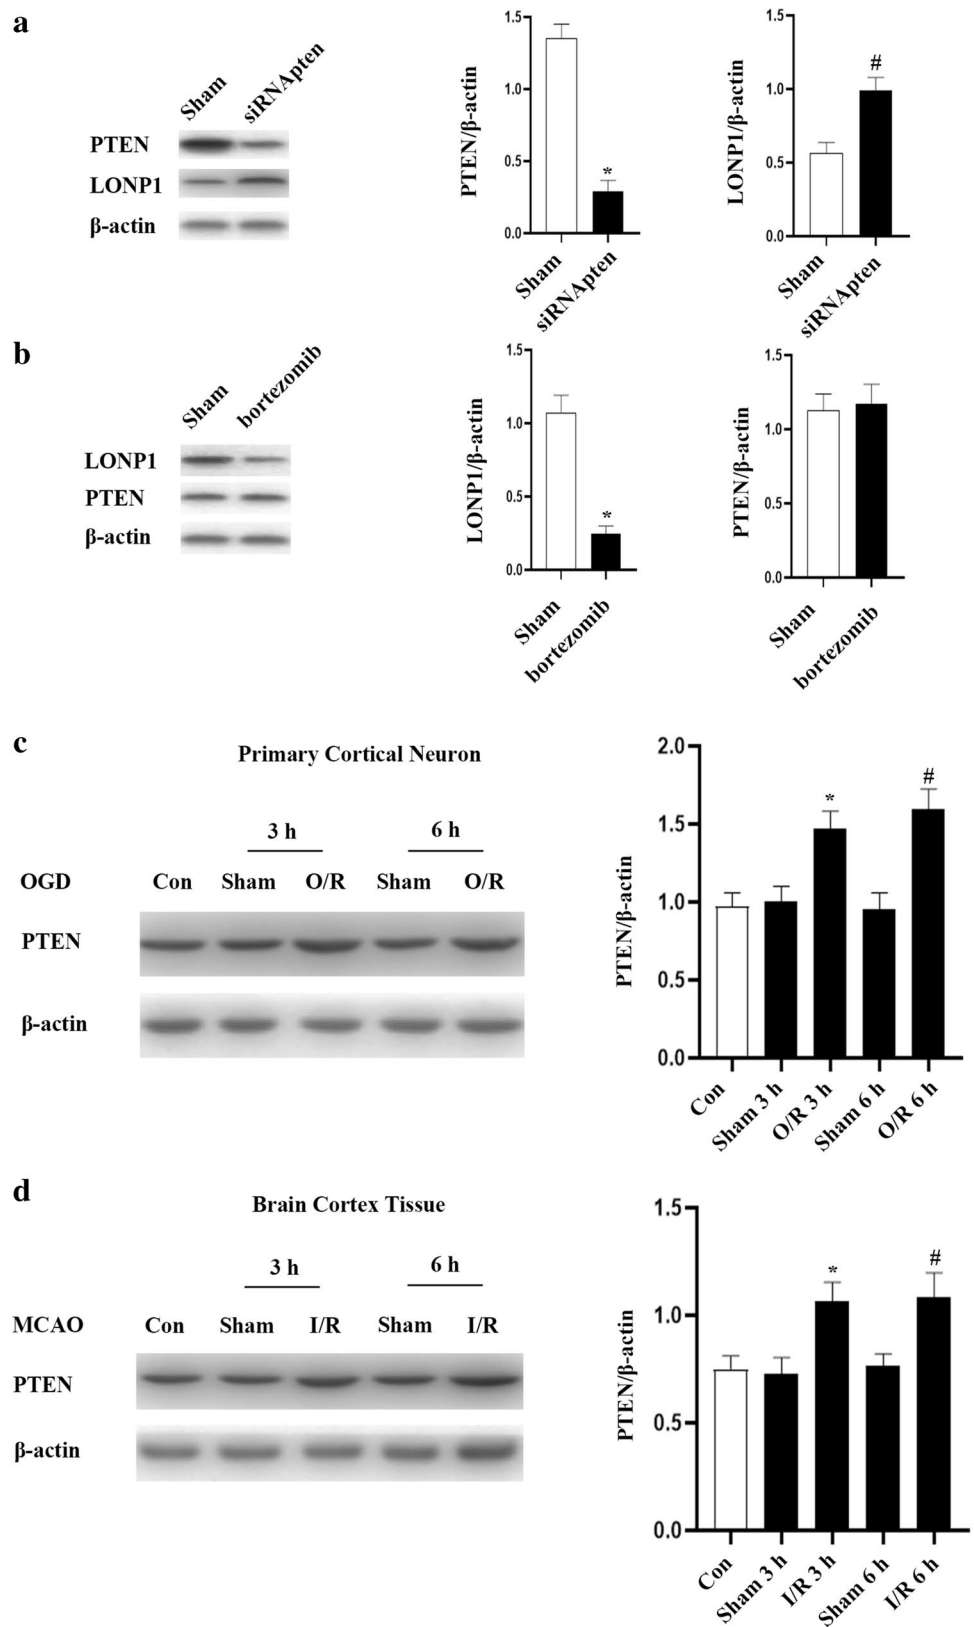 a
Sham siRNApten
PTEN
LONP1
β-actin
PTEN/β-actin
1.5
1.0
0.5
0.0
*
Sham
siRNApten
LONP1/β-actin
1.5
1.0
0.5
0.0
#
Sham
siRNApten
b
Sham bortezomib
LONP1
PTEN
β-actin
LONP1/β-actin
1.5
1.0
0.5
0.0
*
Sham
bortezomib
PTEN/β-actin
1.5
1.0
0.5
0.0
Sham
bortezomib
c
Primary Cortical Neuron
3 h 6 h
OGD Con Sham O/R Sham O/R
PTEN
β-actin
PTEN/β-actin
2.0
1.5
1.0
0.5
0.0
*
#
Con
Sham 3 h
O/R 3 h
Sham 6 h
O/R 6 h
d
Brain Cortex Tissue
3 h 6 h
MCAO Con Sham I/R Sham I/R
PTEN
β-actin
PTEN/β-actin
1.5
1.0
0.5
0.0
*
#
Con
Sham 3 h
I/R 3 h
Sham 6 h
I/R 6 h